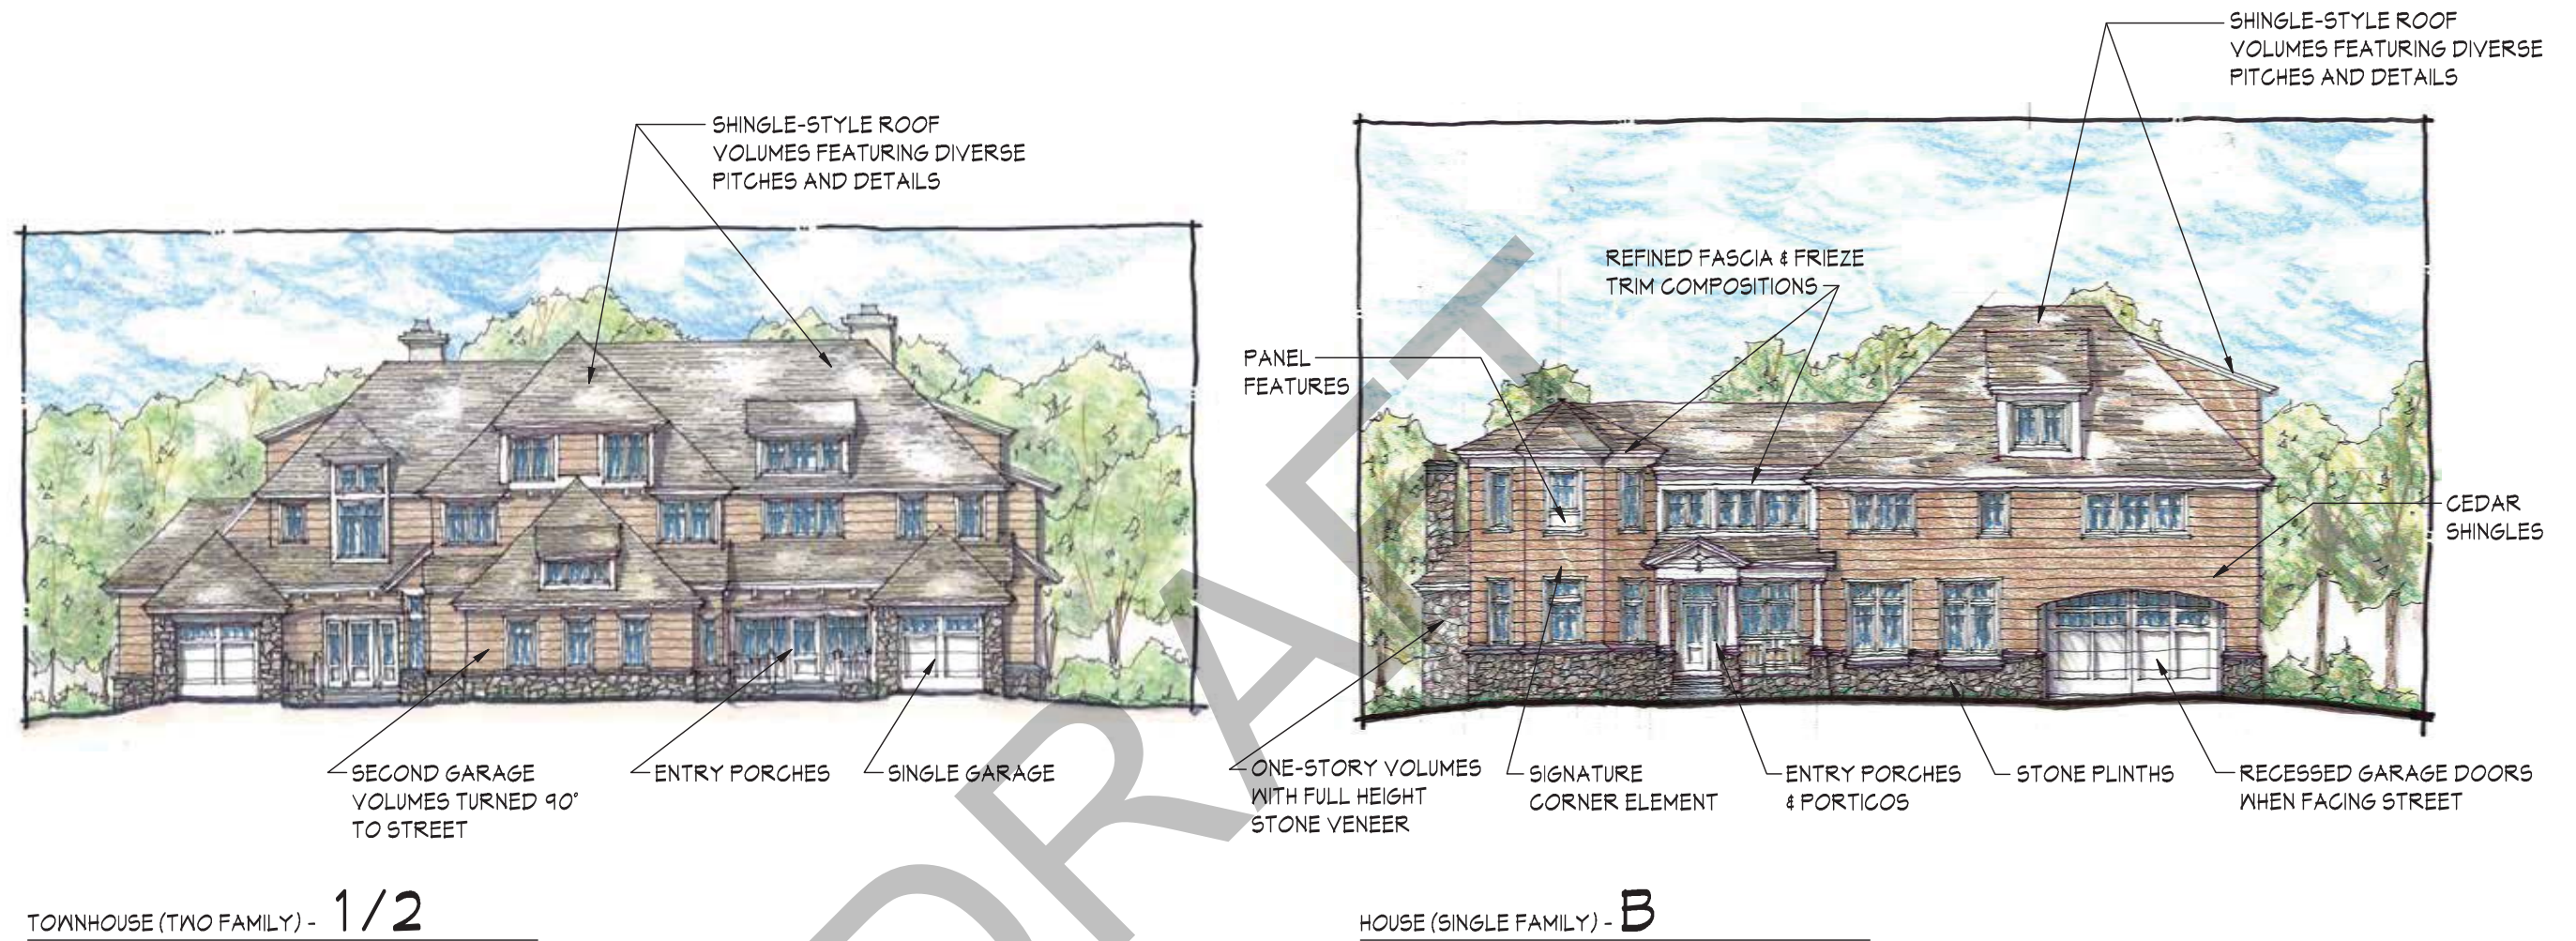 SHINGLE-STYLE ROOF
VOLUMES FEATURING DIVERSE
PITCHES AND DETAILS
SECOND GARAGE
VOLUMES TURNED 90°
TO STREET
ENTRY PORCHES
SINGLE GARAGE
TOWNHOUSE (TWO FAMILY) - 1/2
SHINGLE-STYLE ROOF
VOLUMES FEATURING DIVERSE
PITCHES AND DETAILS
REFINED FASCIA & FRIEZE
TRIM COMPOSITIONS
PANEL
FEATURES
CEDAR
SHINGLES
ONE-STORY VOLUMES
WITH FULL HEIGHT
STONE VENEER
SIGNATURE
CORNER ELEMENT
ENTRY PORCHES
& PORTICOS
STONE PLINTHS
RECESSED GARAGE DOORS
WHEN FACING STREET
HOUSE (SINGLE FAMILY) - B
DRAFT